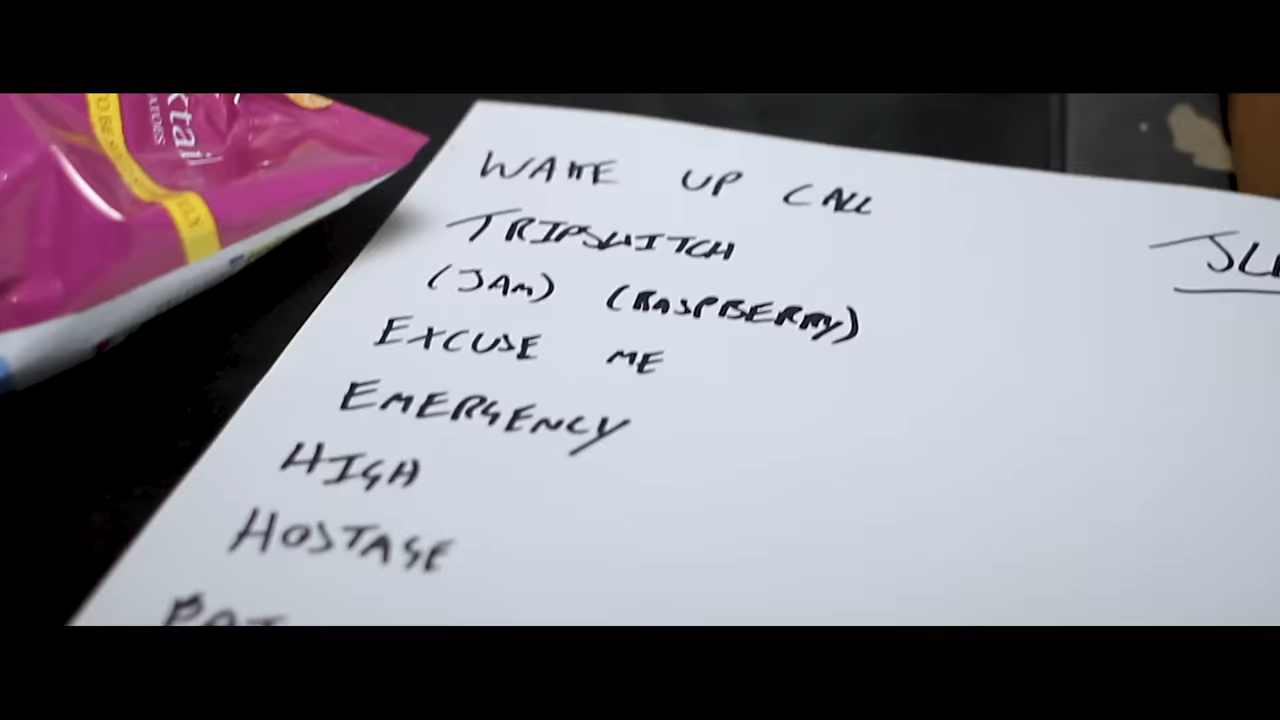 WAKE UP CALL
TRIPSWITCH
(JAM) (RASPBERRY)
EXCUSE ME
EMERGENCY
HIGH
HOSTAGE